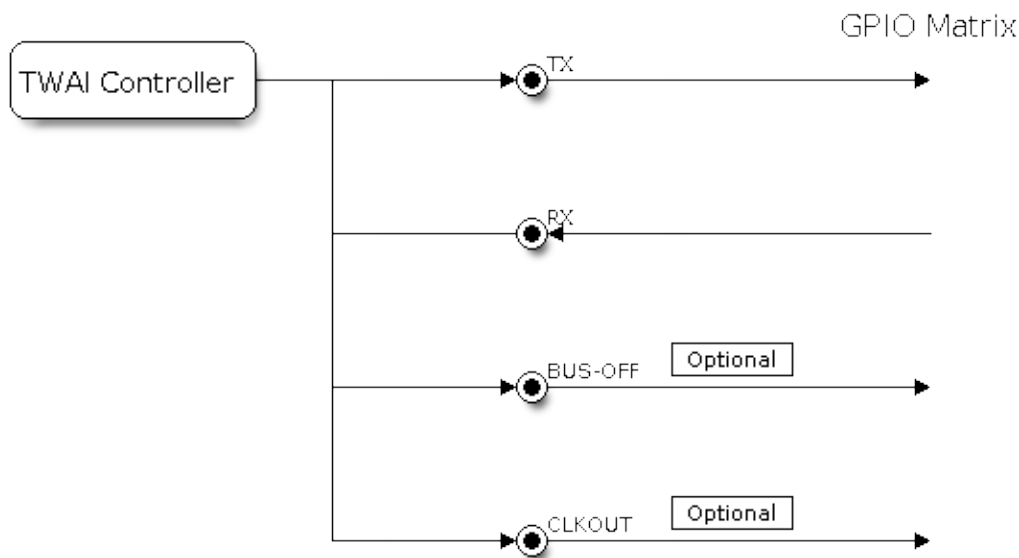 GPIO Matrix
TWAI Controller
TX
RX
BUS-OFF
Optional
CLKOUT
Optional